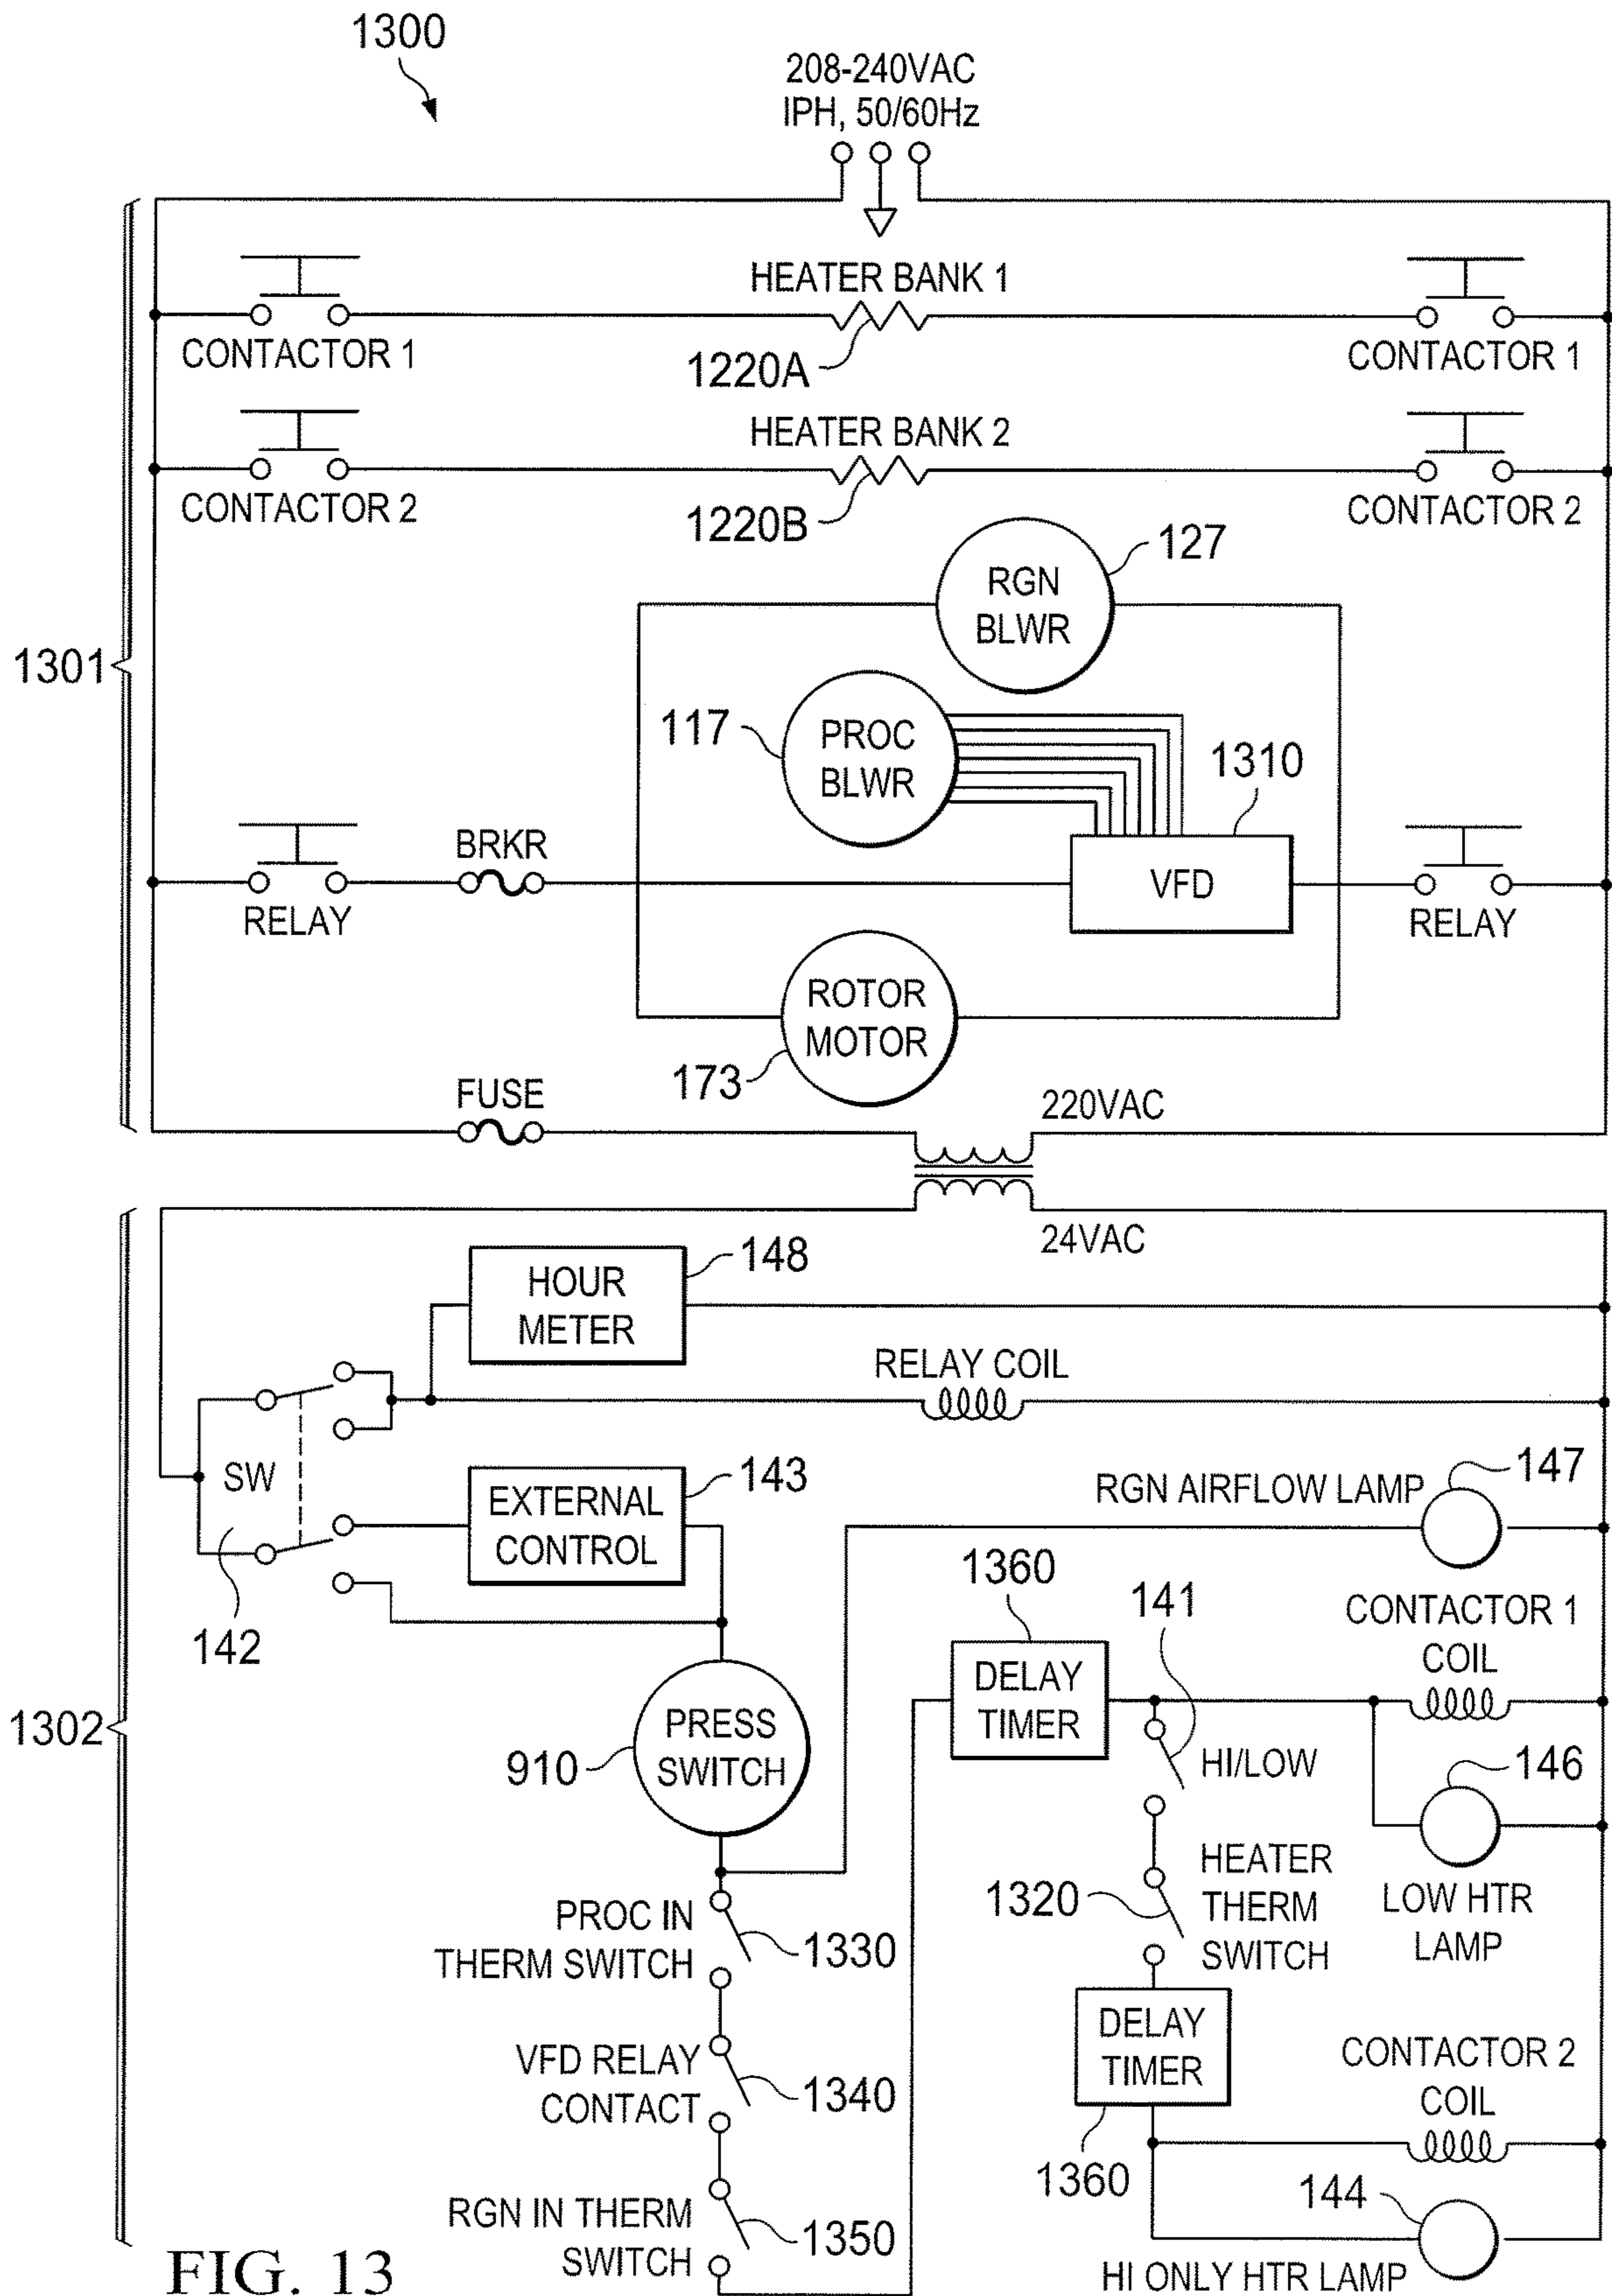 1300
208-240VAC
IPH, 50/60Hz
HEATER BANK 1
CONTACTOR 1
1220A
CONTACTOR 1
HEATER BANK 2
CONTACTOR 2
1220B
CONTACTOR 2
127
RGN
BLWR
1301
117
PROC
BLWR
1310
BRKR
VFD
RELAY
RELAY
ROTOR
MOTOR
173
FUSE
220VAC
24VAC
148
HOUR
METER
RELAY COIL
SW
143
EXTERNAL
CONTROL
142
RGN AIRFLOW LAMP
147
1360
DELAY
TIMER
141
HI/LOW
CONTACTOR 1
COIL
1302
910
PRESS
SWITCH
146
LOW HTR
LAMP
1320
HEATER
THERM
SWITCH
PROC IN
THERM SWITCH
1330
DELAY
TIMER
1360
VFD RELAY
CONTACT
1340
CONTACTOR 2
COIL
RGN IN THERM
SWITCH
1350
144
HI ONLY HTR LAMP
FIG. 13